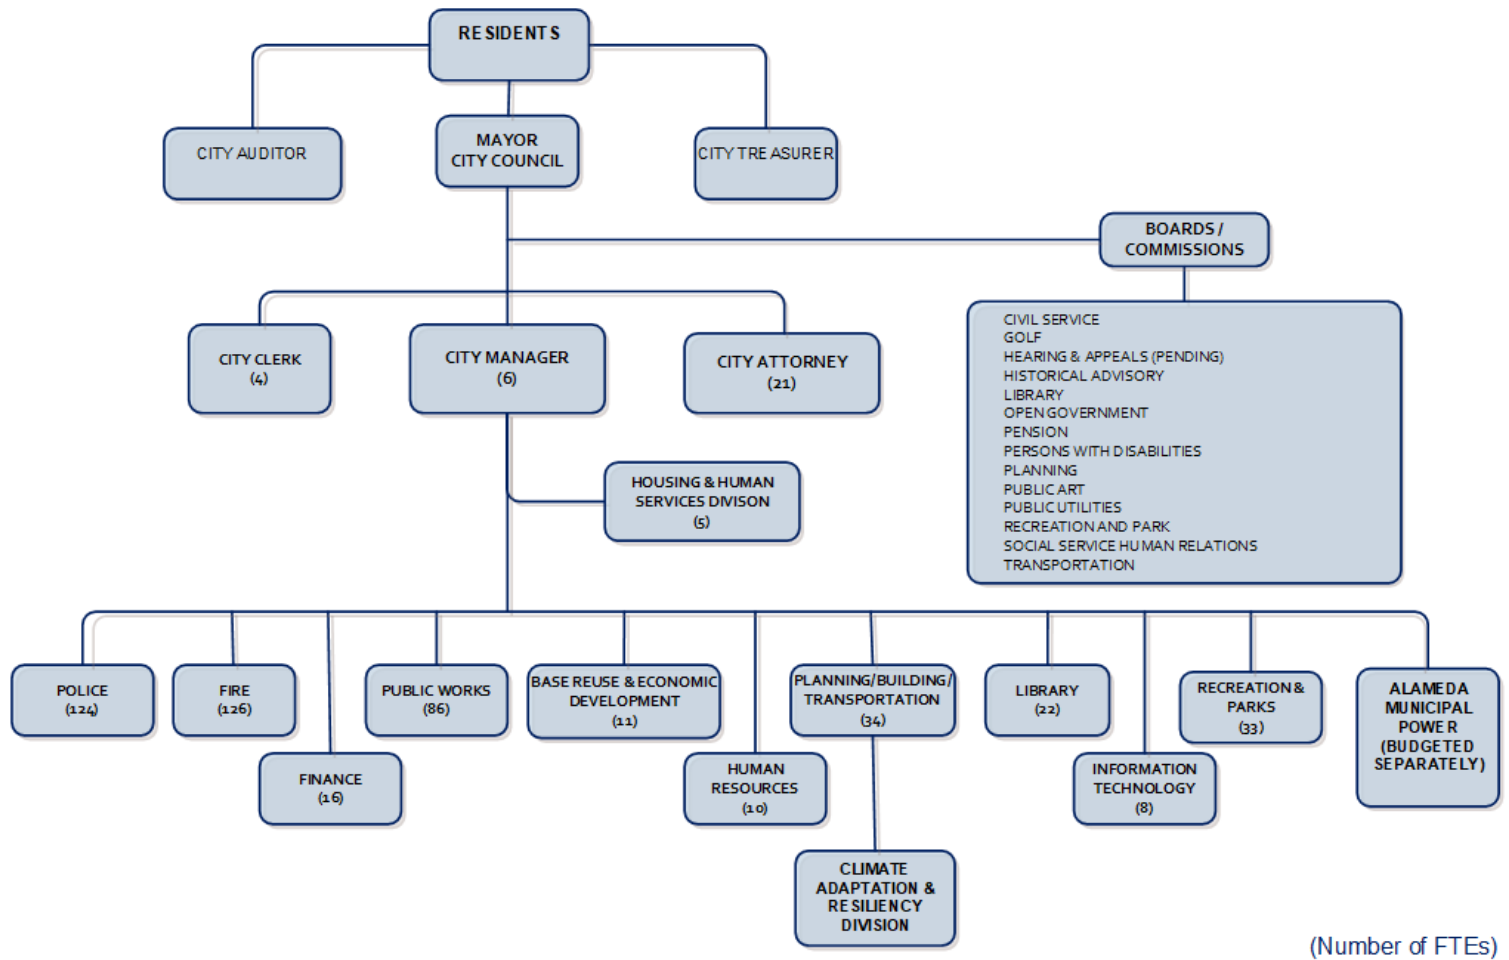 RESIDENTS
CITY AUDITOR
MAYOR
CITY COUNCIL
CITY TREASURER
BOARDS /
COMMISSIONS
CITY CLERK
(4)
CITY MANAGER
(6)
CITY ATTORNEY
(21)
CIVIL SERVICE
GOLF
HEARING & APPEALS (PENDING)
HISTORICAL ADVISORY
LIBRARY
OPEN GOVERNMENT
PENSION
PERSONS WITH DISABILITIES
PLANNING
PUBLIC ART
PUBLIC UTILITIES
RECREATION AND PARK
SOCIAL SERVICE HUMAN RELATIONS
TRANSPORTATION
HOUSING & HUMAN
SERVICES DIVISON
(5)
POLICE
(124)
FIRE
(126)
PUBLIC WORKS
(86)
BASE REUSE & ECONOMIC
DEVELOPMENT
(11)
PLANNING/BUILDING/
TRANSPORTATION
(34)
LIBRARY
(22)
RECREATION &
PARKS
(33)
ALAMEDA
MUNICIPAL
POWER
(BUDGETED
SEPARATELY)
FINANCE
(16)
HUMAN
RESOURCES
(10)
INFORMATION
TECHNOLOGY
(8)
CLIMATE
ADAPTATION &
RESILIENCY
DIVISION
(Number of FTEs)